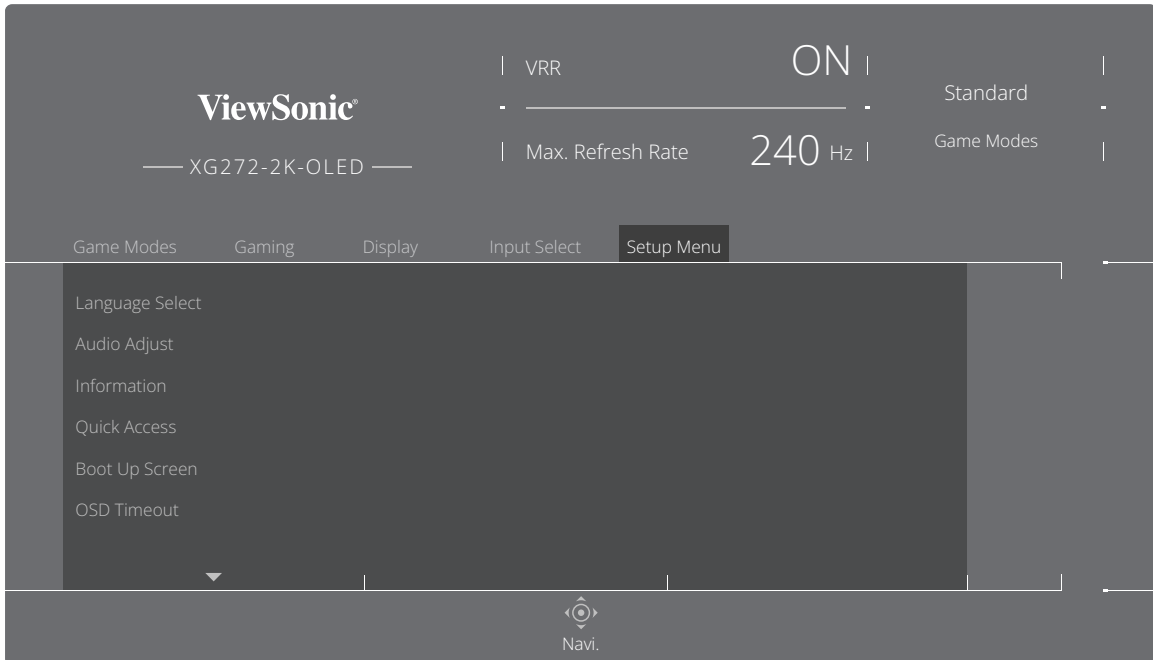 ViewSonic®
XG272-2K-OLED
VRR ON
Max. Refresh Rate 240 Hz
Standard
Game Modes
Game Modes Gaming Display Input Select Setup Menu
Language Select
Audio Adjust
Information
Quick Access
Boot Up Screen
OSD Timeout
Navi.